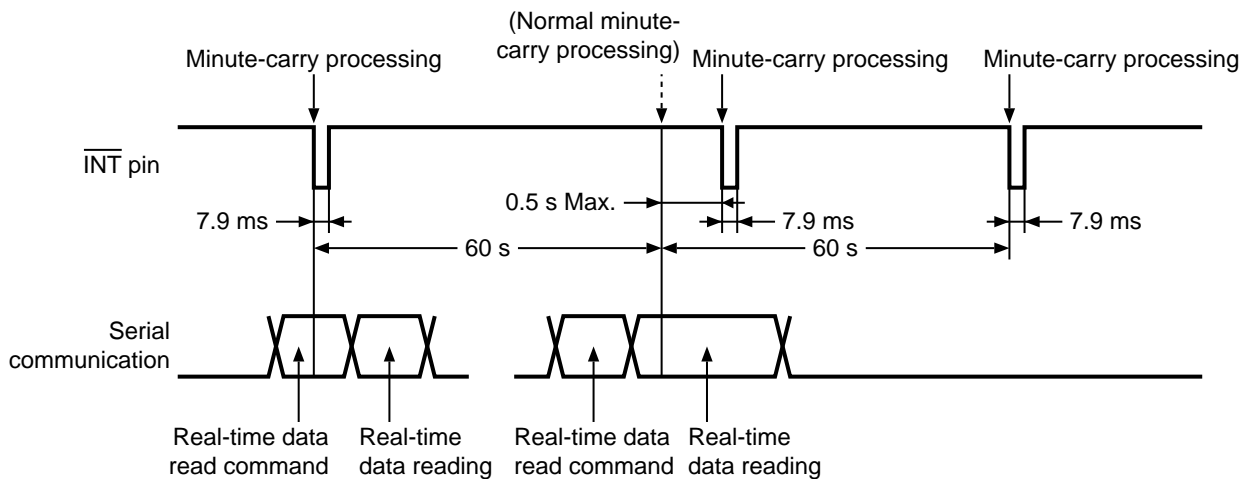 (Normal minute-
carry processing)
Minute-carry processing
Minute-carry processing
Minute-carry processing
INT pin
0.5 s Max.
7.9 ms
7.9 ms
7.9 ms
60 s
60 s
Serial
communication
Real-time data
read command
Real-time
data reading
Real-time data
read command
Real-time
data reading